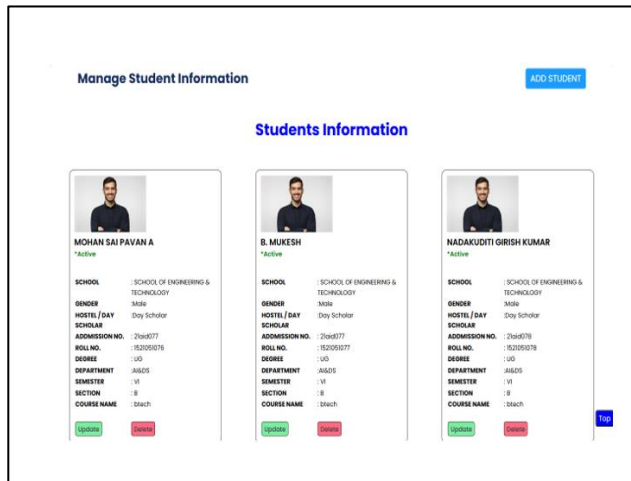 Manage Student Information
ADD STUDENT
Students Information
MOHAN SAI PAVAN A
*Active
SCHOOL : SCHOOL OF ENGINEERING &
TECHNOLOGY
GENDER :Male
HOSTEL / DAY :Day Scholar
SCHOLAR
ADDMISSION NO. : 21aid077
ROLL NO. : 1521051076
DEGREE : UG
DEPARTMENT :AI&DS
SEMESTER : VI
SECTION : B
COURSE NAME : btech
Update Delete
B. MUKESH
*Active
SCHOOL : SCHOOL OF ENGINEERING &
TECHNOLOGY
GENDER :Male
HOSTEL / DAY :Day Scholar
SCHOLAR
ADDMISSION NO. : 21aid077
ROLL NO. : 1521051077
DEGREE : UG
DEPARTMENT :AI&DS
SEMESTER : VI
SECTION : B
COURSE NAME : btech
Update Delete
NADAKUDITI GIRISH KUMAR
*Active
SCHOOL : SCHOOL OF ENGINEERING &
TECHNOLOGY
GENDER :Male
HOSTEL / DAY :Day Scholar
SCHOLAR
ADDMISSION NO. : 21aid078
ROLL NO. : 1521051078
DEGREE : UG
DEPARTMENT :AI&DS
SEMESTER : VI
SECTION : B
COURSE NAME : btech
Update Delete
Top